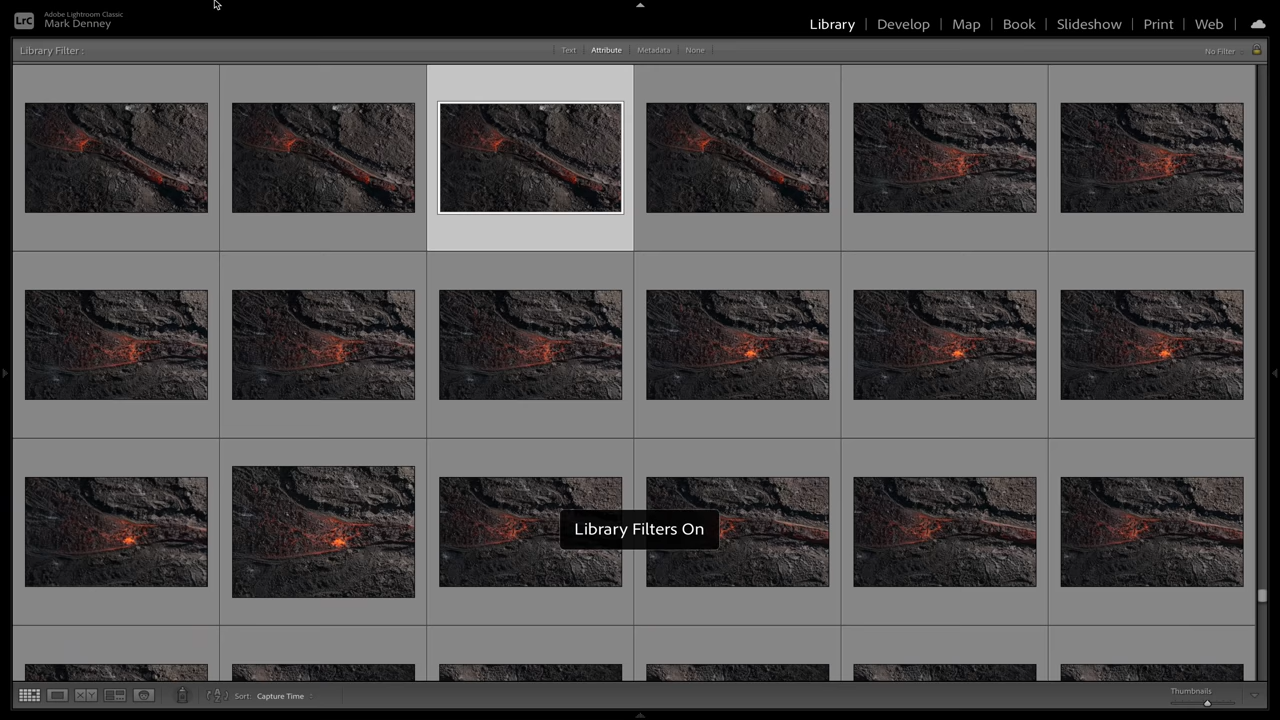 LrC
Adobe Lightroom Classic
Mark Denney
Library | Develop | Map | Book | Slideshow | Print | Web |
Library Filter :
Text | Attribute | Metadata | None |
No Filter
Library Filters On
Sort: Capture Time
Thumbnails